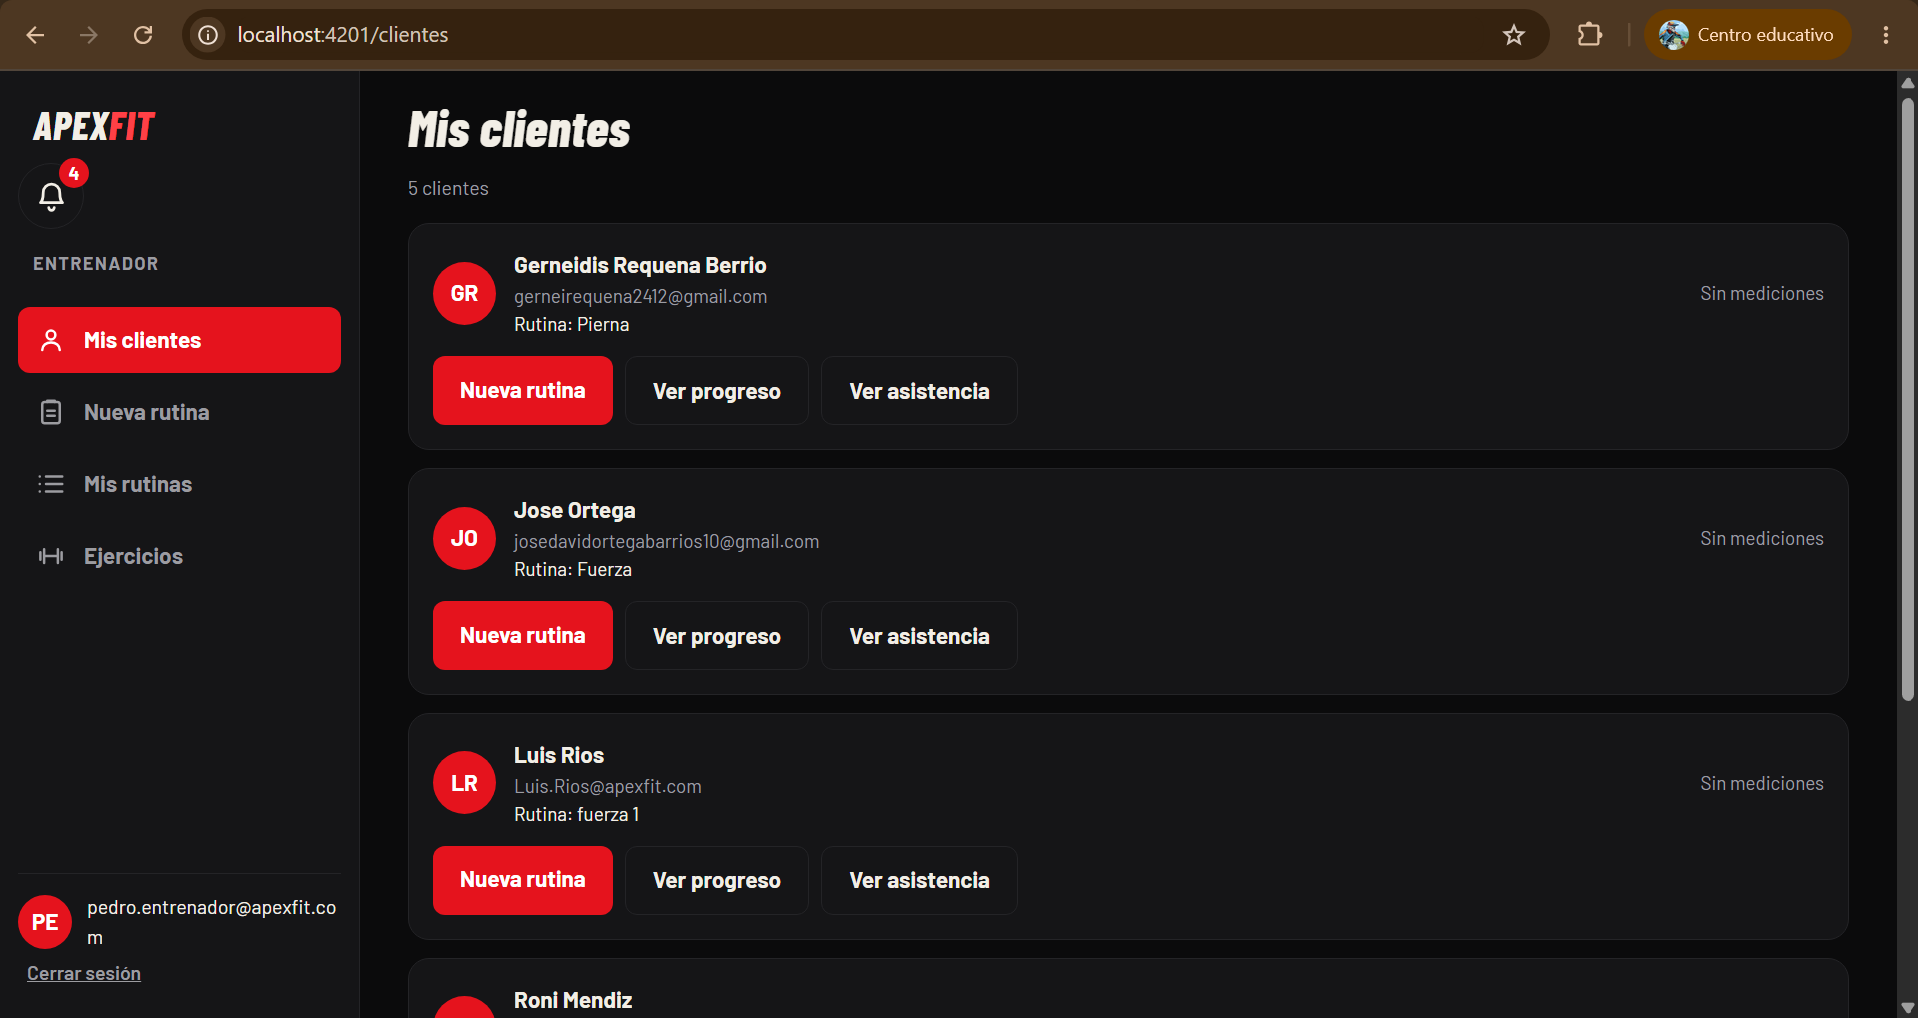 localhost:4201/clientes
Centro educativo
APEXFIT
4
ENTRENADOR
Mis clientes
Nueva rutina
Mis rutinas
Ejercicios
PE
pedro.entrenador@apexfit.co
m
Cerrar sesión
Mis clientes
5 clientes
GR
Gerneidis Requena Berrio
gerneirequena2412@gmail.com
Rutina: Pierna
Sin mediciones
Nueva rutina
Ver progreso
Ver asistencia
JO
Jose Ortega
josedavidortegabarrios10@gmail.com
Rutina: Fuerza
Sin mediciones
Nueva rutina
Ver progreso
Ver asistencia
LR
Luis Rios
Luis.Rios@apexfit.com
Rutina: fuerza 1
Sin mediciones
Nueva rutina
Ver progreso
Ver asistencia
Roni Mendiz